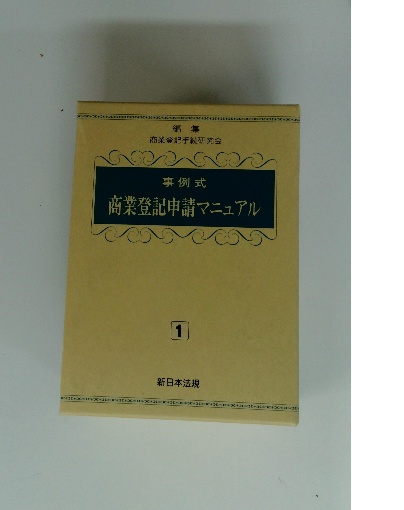 編集
商業登記手続研究会
事例式
商業登記申請マニュアル
1
新日本法規